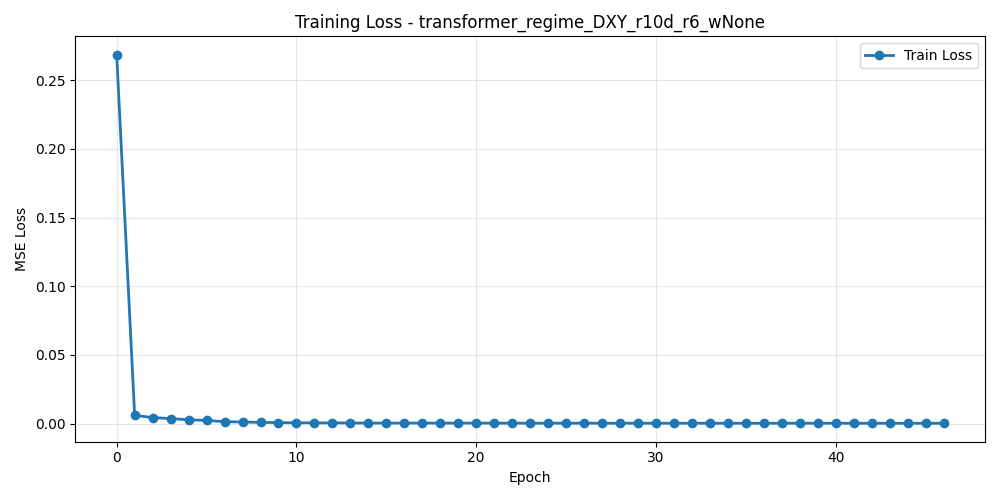 Training Loss - transformer_regime_DXY_r10d_r6_wNone
Train Loss
MSE Loss
0.25
0.20
0.15
0.10
0.05
0.00
0 10 20 30 40
Epoch